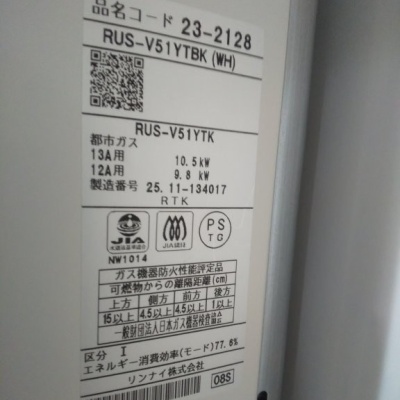 品名コード 23-2128
RUS-V51YTBK (WH)
RUS-V51YTK
都市ガス
13A用 10.5 kW
12A用 9.8 kW
製造番号 25.11-134017
RTK
JIA
JIA認証
PS
TG
NW1014
ガス機器防火性能評定品
可燃物からの離隔距離(cm)
上方 側方 前方 後方
15以上 4.5以上 4.5以上 1以上
一般財団法人日本ガス機器検査協会
区分 I
エネルギー消費効率(モード)77.6%
リンナイ株式会社
08S